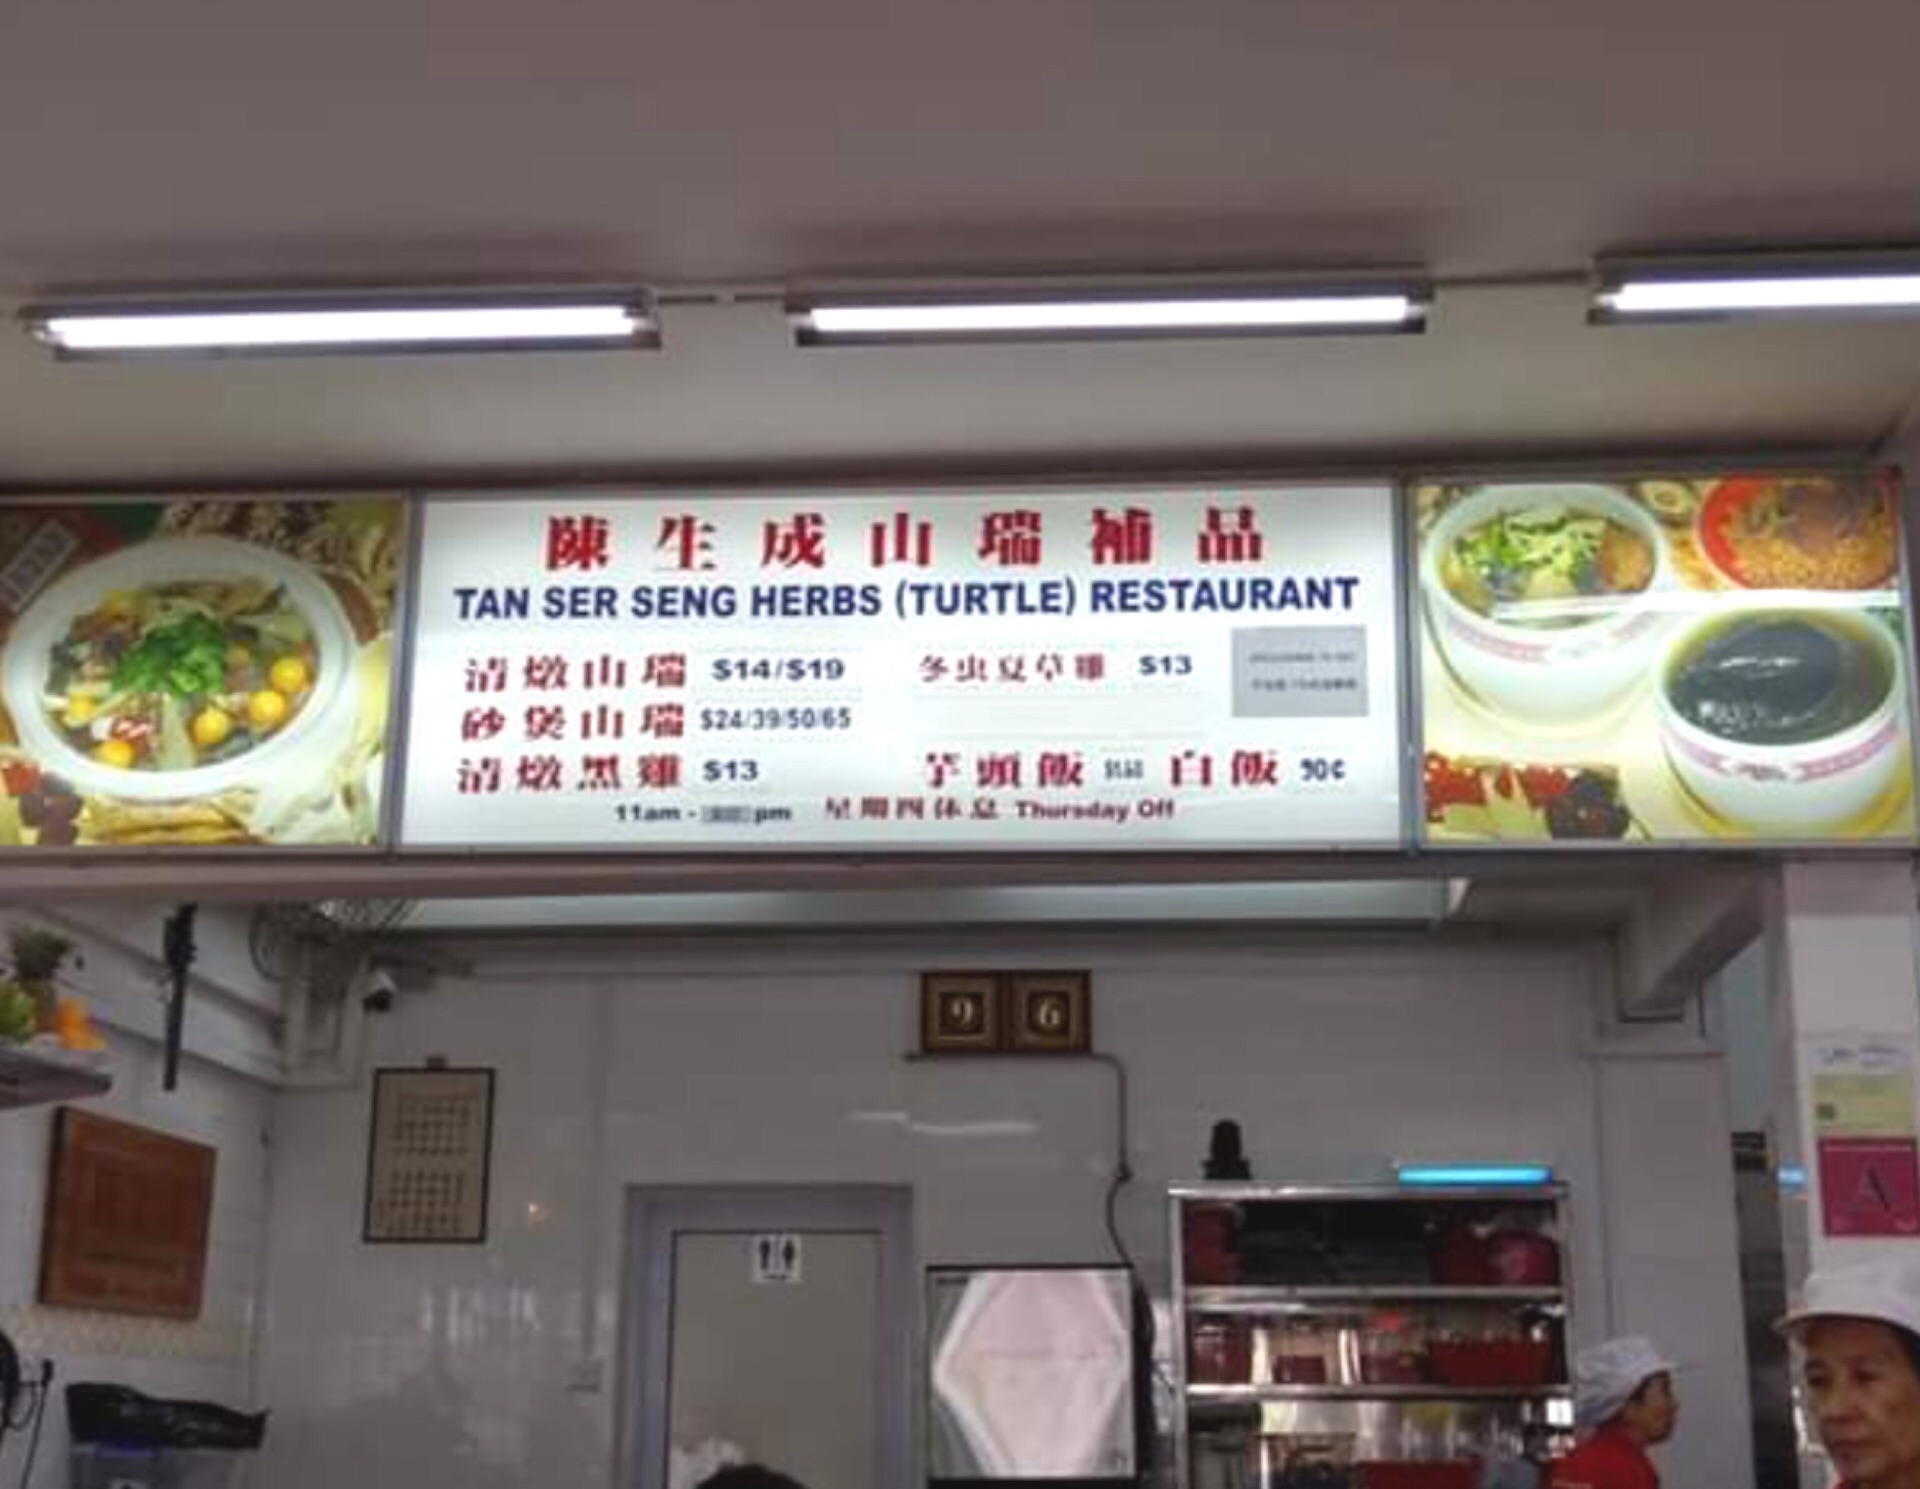 陳生成山瑞補品
TAN SER SENG HERBS (TURTLE) RESTAURANT
清燉山瑞 $14/$19
砂煲山瑞 $24/39/50/65
清燉黑雞 $13
冬虫夏草雞 $13
芋頭飯 白飯 90¢
11am - pm 星期四休息 Thursday Off
9 6
A